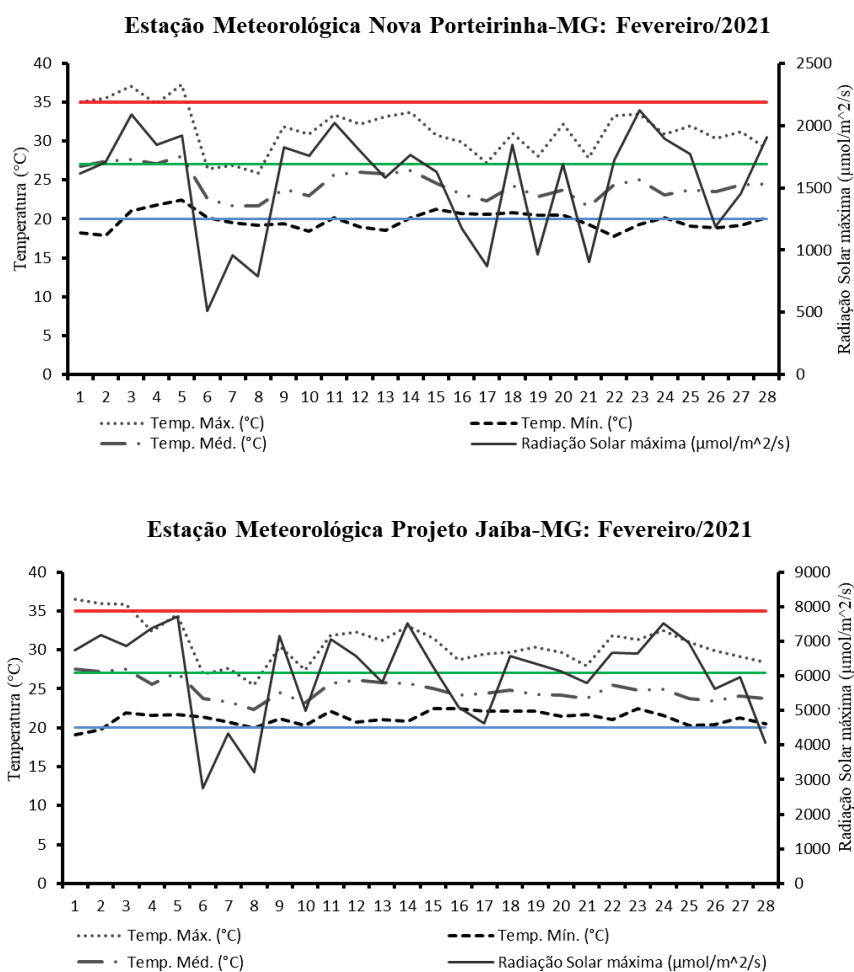 Estação Meteorológica Nova Porteirinha-MG: Fevereiro/2021
Temperatura (°C)
40
35
30
25
20
15
10
5
0
2500
2000
1500
1000
500
0
Radiação Solar máxima (µmol/m^2/s)
1 2 3 4 5 6 7 8 9 10 11 12 13 14 15 16 17 18 19 20 21 22 23 24 25 26 27 28
Temp. Máx. (°C) Temp. Mín. (°C)
Temp. Méd. (°C) Radiação Solar máxima (µmol/m^2/s)
Estação Meteorológica Projeto Jaíba-MG: Fevereiro/2021
Temperatura (°C)
40
35
30
25
20
15
10
5
0
9000
8000
7000
6000
5000
4000
3000
2000
1000
0
Radiação Solar máxima (µmol/m^2/s)
1 2 3 4 5 6 7 8 9 10 11 12 13 14 15 16 17 18 19 20 21 22 23 24 25 26 27 28
Temp. Máx. (°C) Temp. Mín. (°C)
Temp. Méd. (°C) Radiação Solar máxima (µmol/m^2/s)